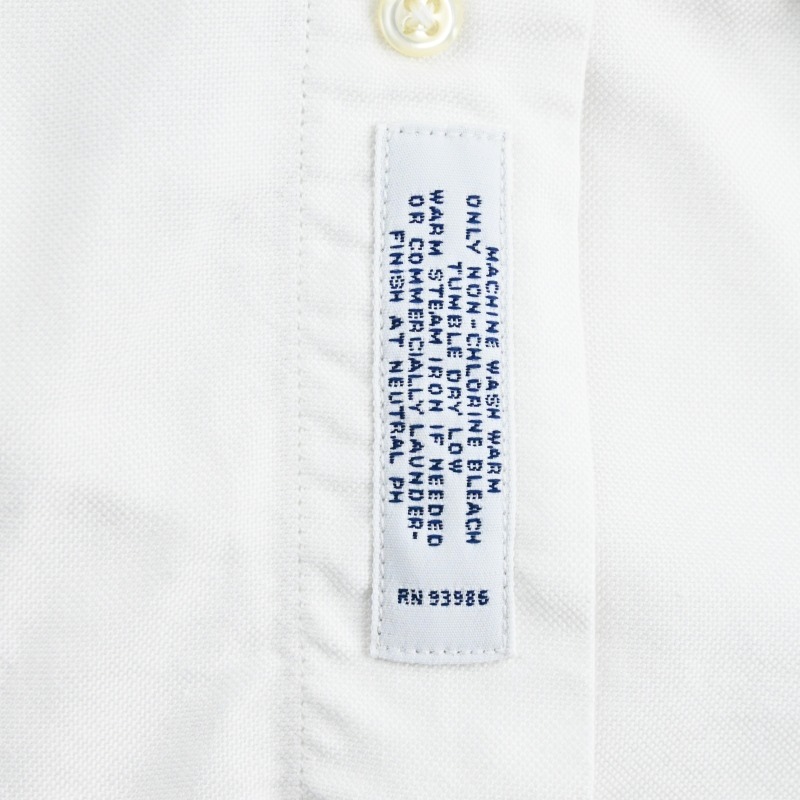 MACHINE WASH WARM
ONLY NON-CHLORINE BLEACH
TUMBLE DRY LOW
WARM STEAM IRON IF NEEDED
OR COMMERCIALLY LAUNDER-
FINISH AT NEUTRAL PH
RN 93986